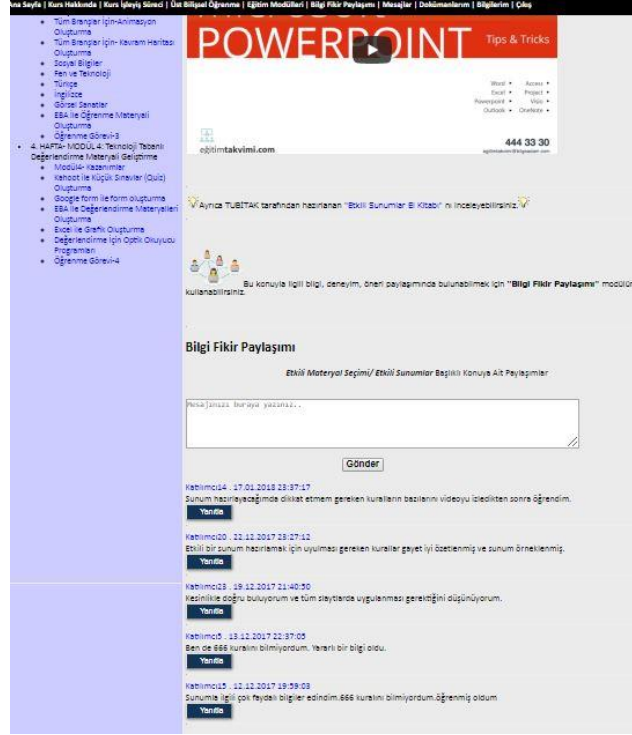 Ana Sayfa | Kurs Hakkında | Kurs İşleyiş Süreci | Üst Bilişsel Öğrenme | Eğitim Modülleri | Bilgi Fikir Paylaşımı | Mesajlar | Dokümanlarım | Bilgilerim | Çıkış
Tüm Branşlar İçin-Animasyon
Oluşturma
Tüm Branşlar İçin- Kavram Haritası
Oluşturma
Sosyal Bilgiler
Fen ve Teknoloji
Türkçe
İngilizce
Görsel Sanatlar
EBA ile Öğrenme Materyali
Oluşturma
Öğrenme Görevi-3
4. HAFTA- MODÜL 4: Teknoloji Tabanlı
Değerlendirme Materyali Geliştirme
Modül4- Kazanımlar
Kahoot ile Küçük Sınavlar (Quiz)
Oluşturma
Google form ile form oluşturma
EBA ile Değerlendirme Materyalleri
Oluşturma
Excel ile Grafik Oluşturma
Değerlendirme için Optik Okuyucu
Programları
Öğrenme Görevi-4
POWERPOINT
Tips & Tricks
Word • Access •
Excel • Project •
Powerpoint • Visio •
Outlook • OneNote •
eğitimtakvimi.com
444 33 30
Ayrıca TUBİTAK tarafından hazırlanan "Etkili Sunumlar El Kitabı" nı inceleyebilirsiniz.
Bu konuyla ilgili bilgi, deneyim, öneri paylaşımında bulunabilmek için "Bilgi Fikir Paylaşımı" modülün
kullanabilirsiniz.
Bilgi Fikir Paylaşımı
Etkili Materyal Seçimi/ Etkili Sunumlar Başlıklı Konuya Ait Paylaşımlar
Mesajınızı buraya yazınız..
Gönder
Katılımcı14 . 17.01.2018 23:37:17
Sunum hazırlayacağımda dikkat etmem gereken kuralların bazılarını videoyu izledikten sonra öğrendim.
Yanıtla
Katılımcı20 . 22.12.2017 23:27:12
Etkili bir sunum hazırlamak için uyulması gereken kurallar gayet iyi özetlenmiş ve sunum örneklenmiş.
Yanıtla
Katılımcı23 . 19.12.2017 21:40:50
Kesinlikle doğru buluyorum ve tüm slaytlarda uygulanması gerektiğini düşünüyorum.
Yanıtla
Katılımcı5 . 13.12.2017 22:37:05
Ben de 666 kuralını bilmiyordum. Yararlı bir bilgi oldu.
Yanıtla
Katılımcı15 . 12.12.2017 19:59:03
Sunumla ilgili çok faydalı bilgiler edindim.666 kuralını bilmiyordum.öğrenmiş oldum
Yanıtla